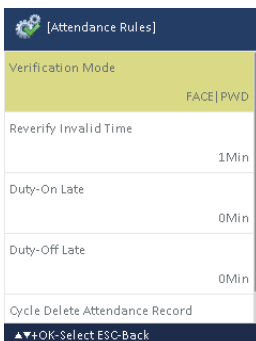 [Attendance Rules]
Verification Mode
FACE|PWD
Reverify Invalid Time
1Min
Duty-On Late
0Min
Duty-Off Late
0Min
Cycle Delete Attendance Record
▲▼+OK-Select ESC-Back